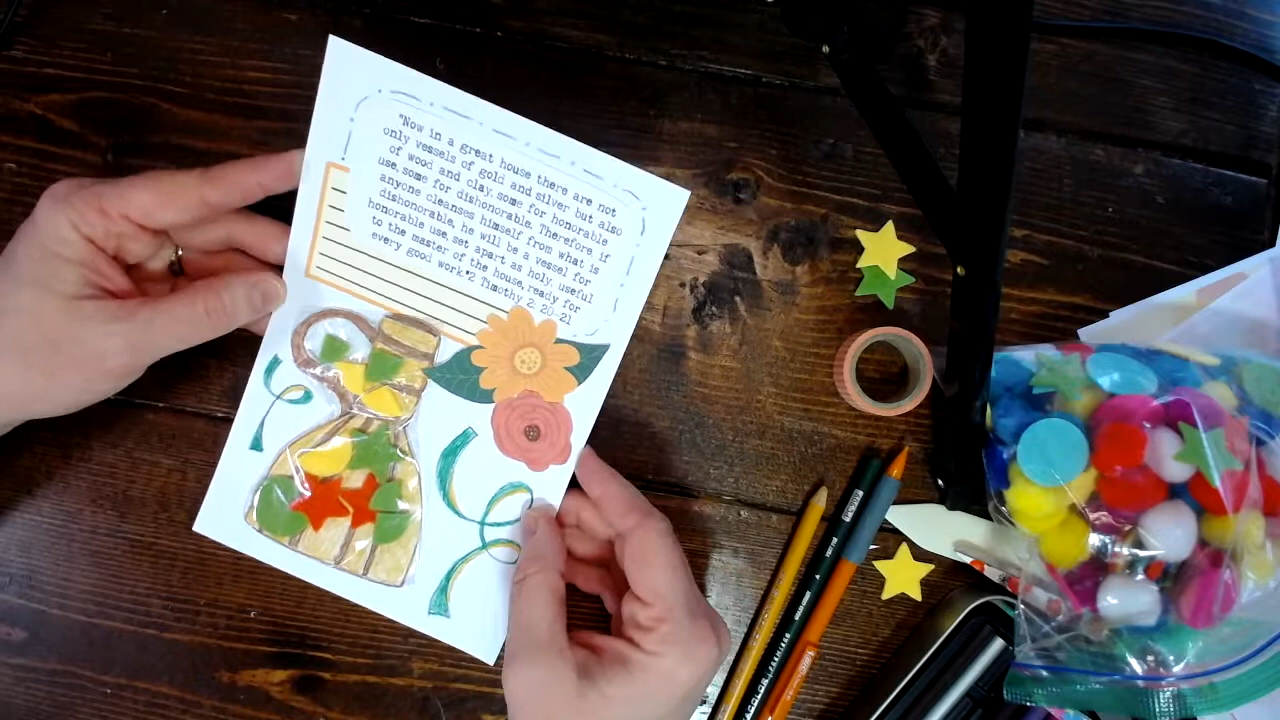 "Now in a great house there are not
only vessels of gold and silver but also
of wood and clay, some for honorable
use, some for dishonorable. Therefore, if
anyone cleanses himself from what is
dishonorable, he will be a vessel for
honorable use, set apart as holy, useful
to the master of the house, ready for
every good work" 2 Timothy 2: 20-21